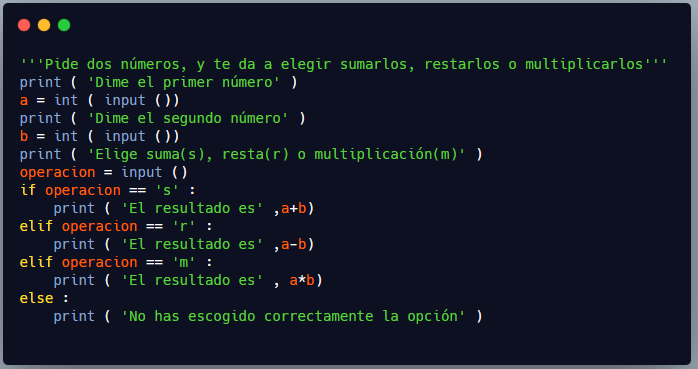 '''Pide dos números, y te da a elegir sumarlos, restarlos o multiplicarlos'''
print ( 'Dime el primer número' )
a = int ( input ())
print ( 'Dime el segundo número' )
b = int ( input ())
print ( 'Elige suma(s), resta(r) o multiplicación(m)' )
operacion = input ()
if operacion == 's' :
    print ( 'El resultado es' ,a+b)
elif operacion == 'r' :
    print ( 'El resultado es' ,a-b)
elif operacion == 'm' :
    print ( 'El resultado es' , a*b)
else :
    print ( 'No has escogido correctamente la opción' )